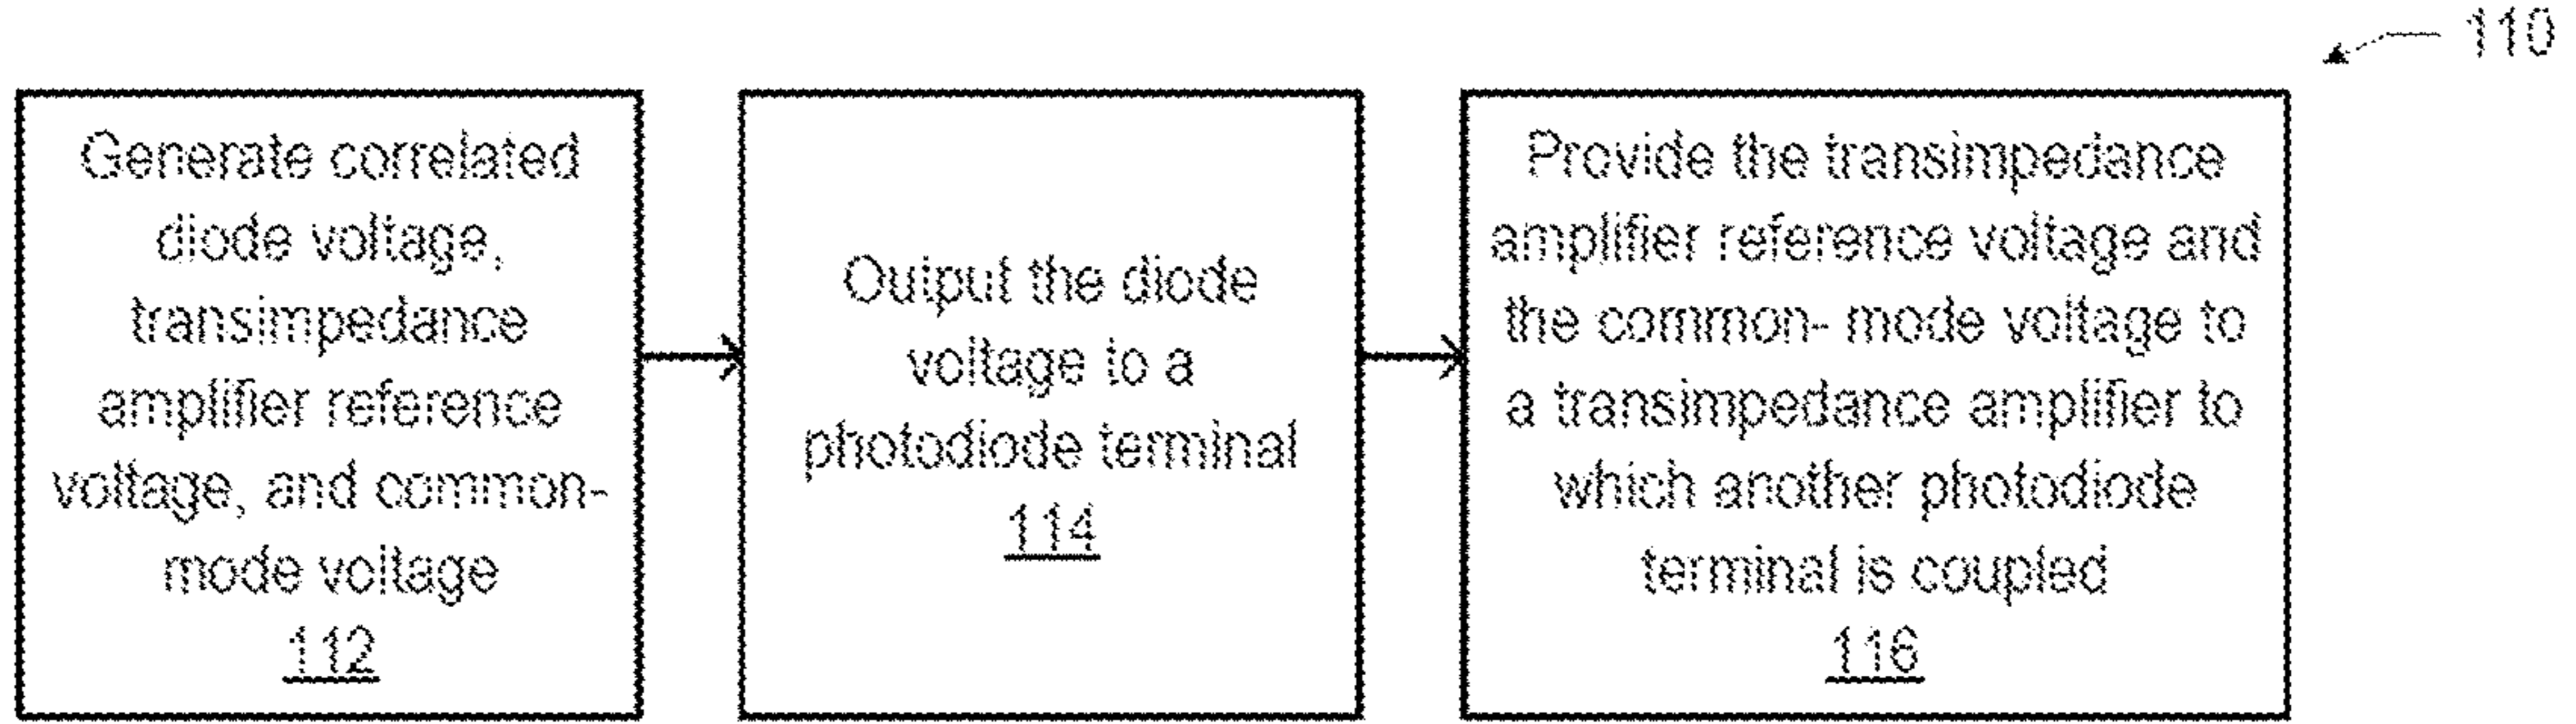 110
Generate correlated
diode voltage,
transimpedance
amplifier reference
voltage, and common-
mode voltage
112
Output the diode
voltage to a
photodiode terminal
114
Provide the transimpedance
amplifier reference voltage and
the common- mode voltage to
a transimpedance amplifier to
which another photodiode
terminal is coupled
116